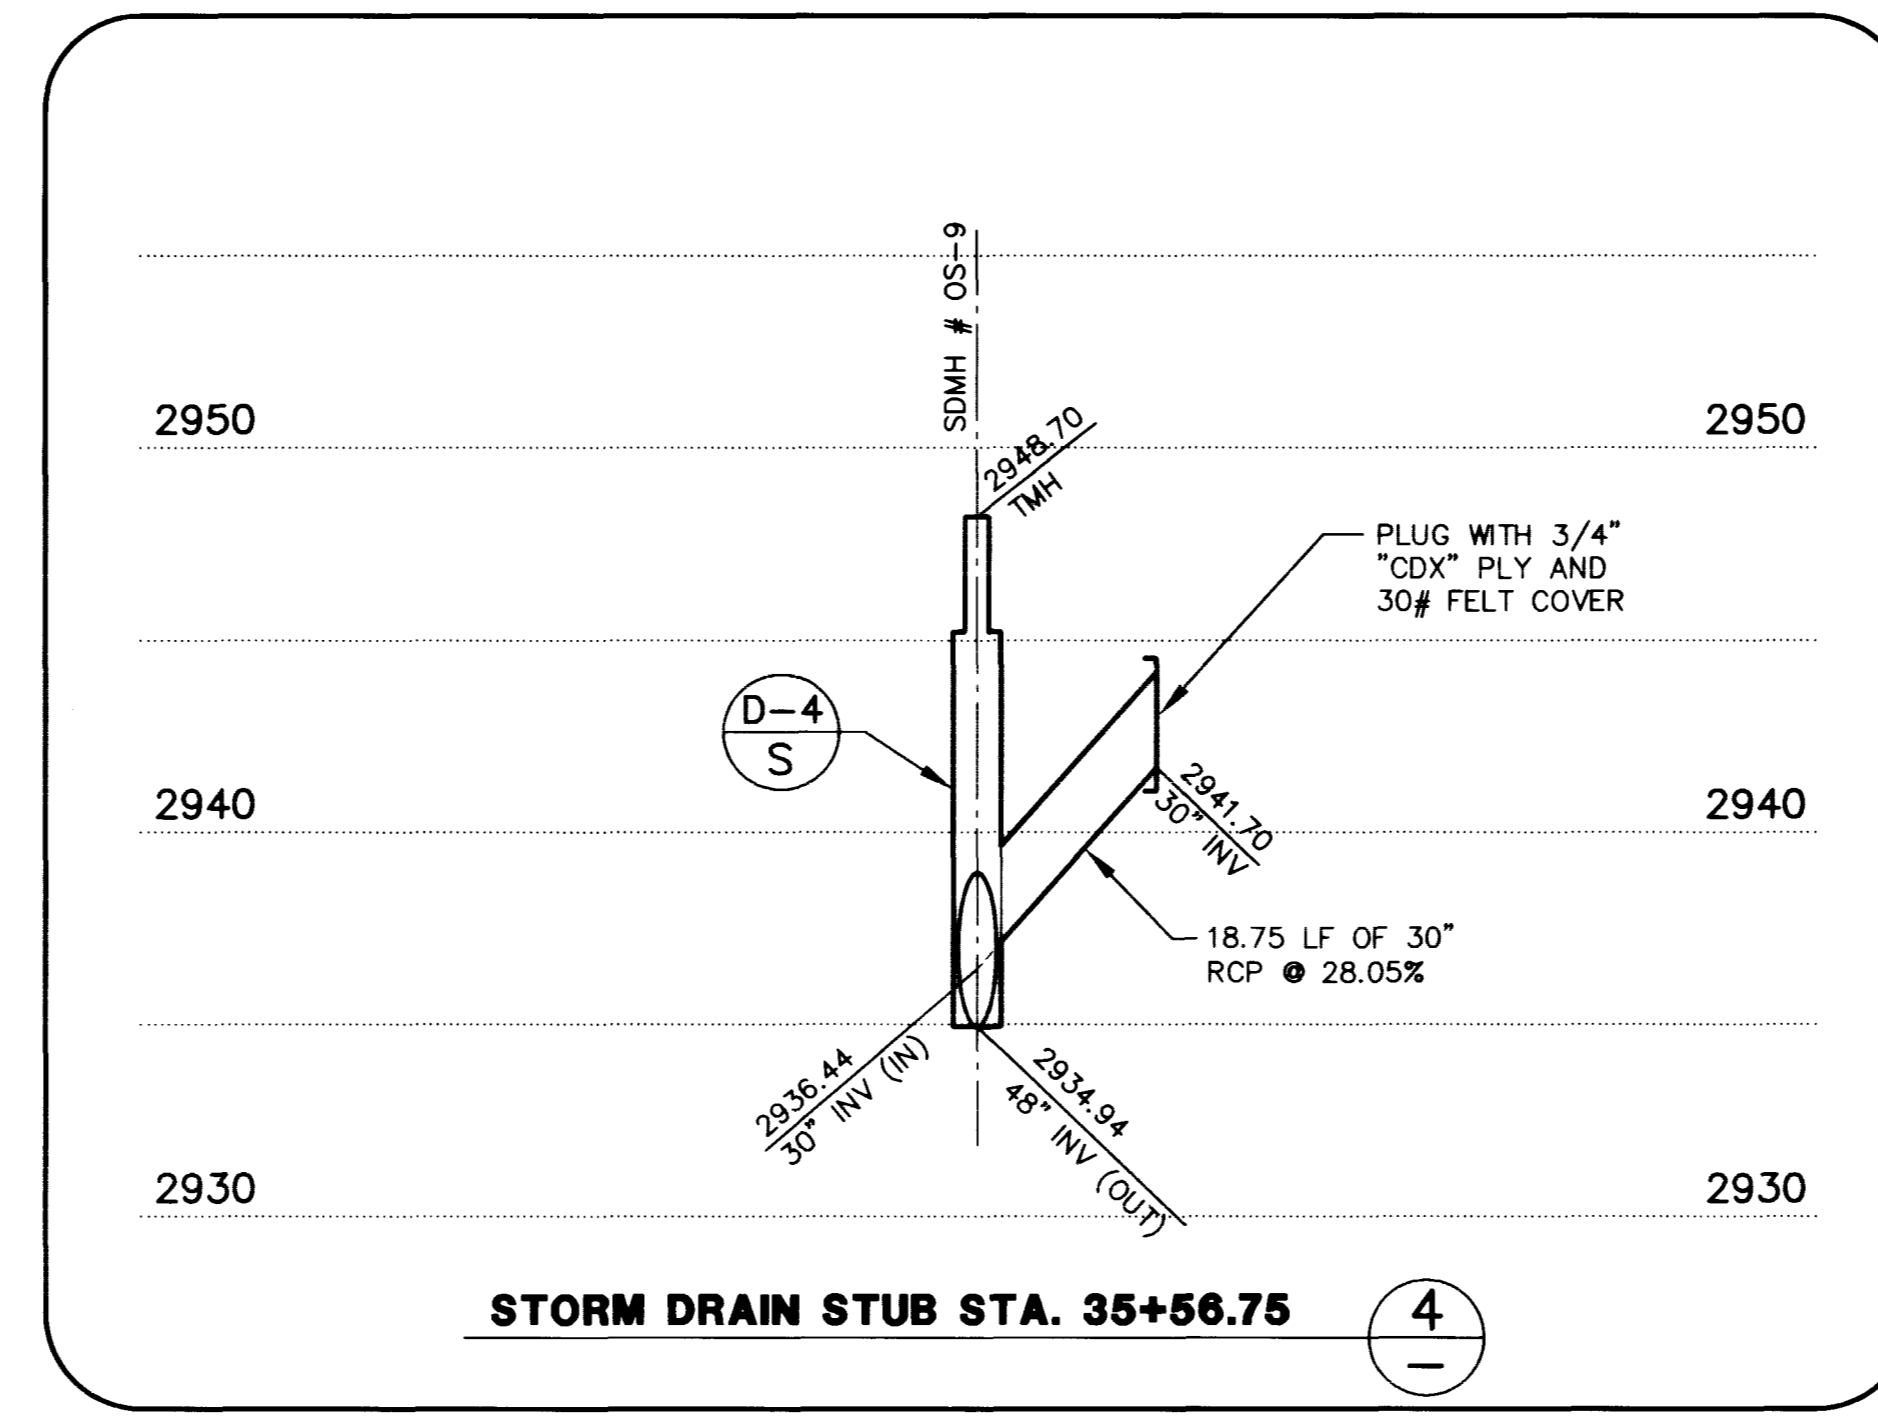 SDMH # OS-9
2950
2950
2948.70
TMH
PLUG WITH 3/4"
"CDX" PLY AND
30# FELT COVER
D-4
S
2941.70
30" INV
2940
2940
18.75 LF OF 30"
RCP @ 28.05%
2936.44
30" INV (IN)
2934.94
48" INV (OUT)
2930
2930
STORM DRAIN STUB STA. 35+56.75
4
—